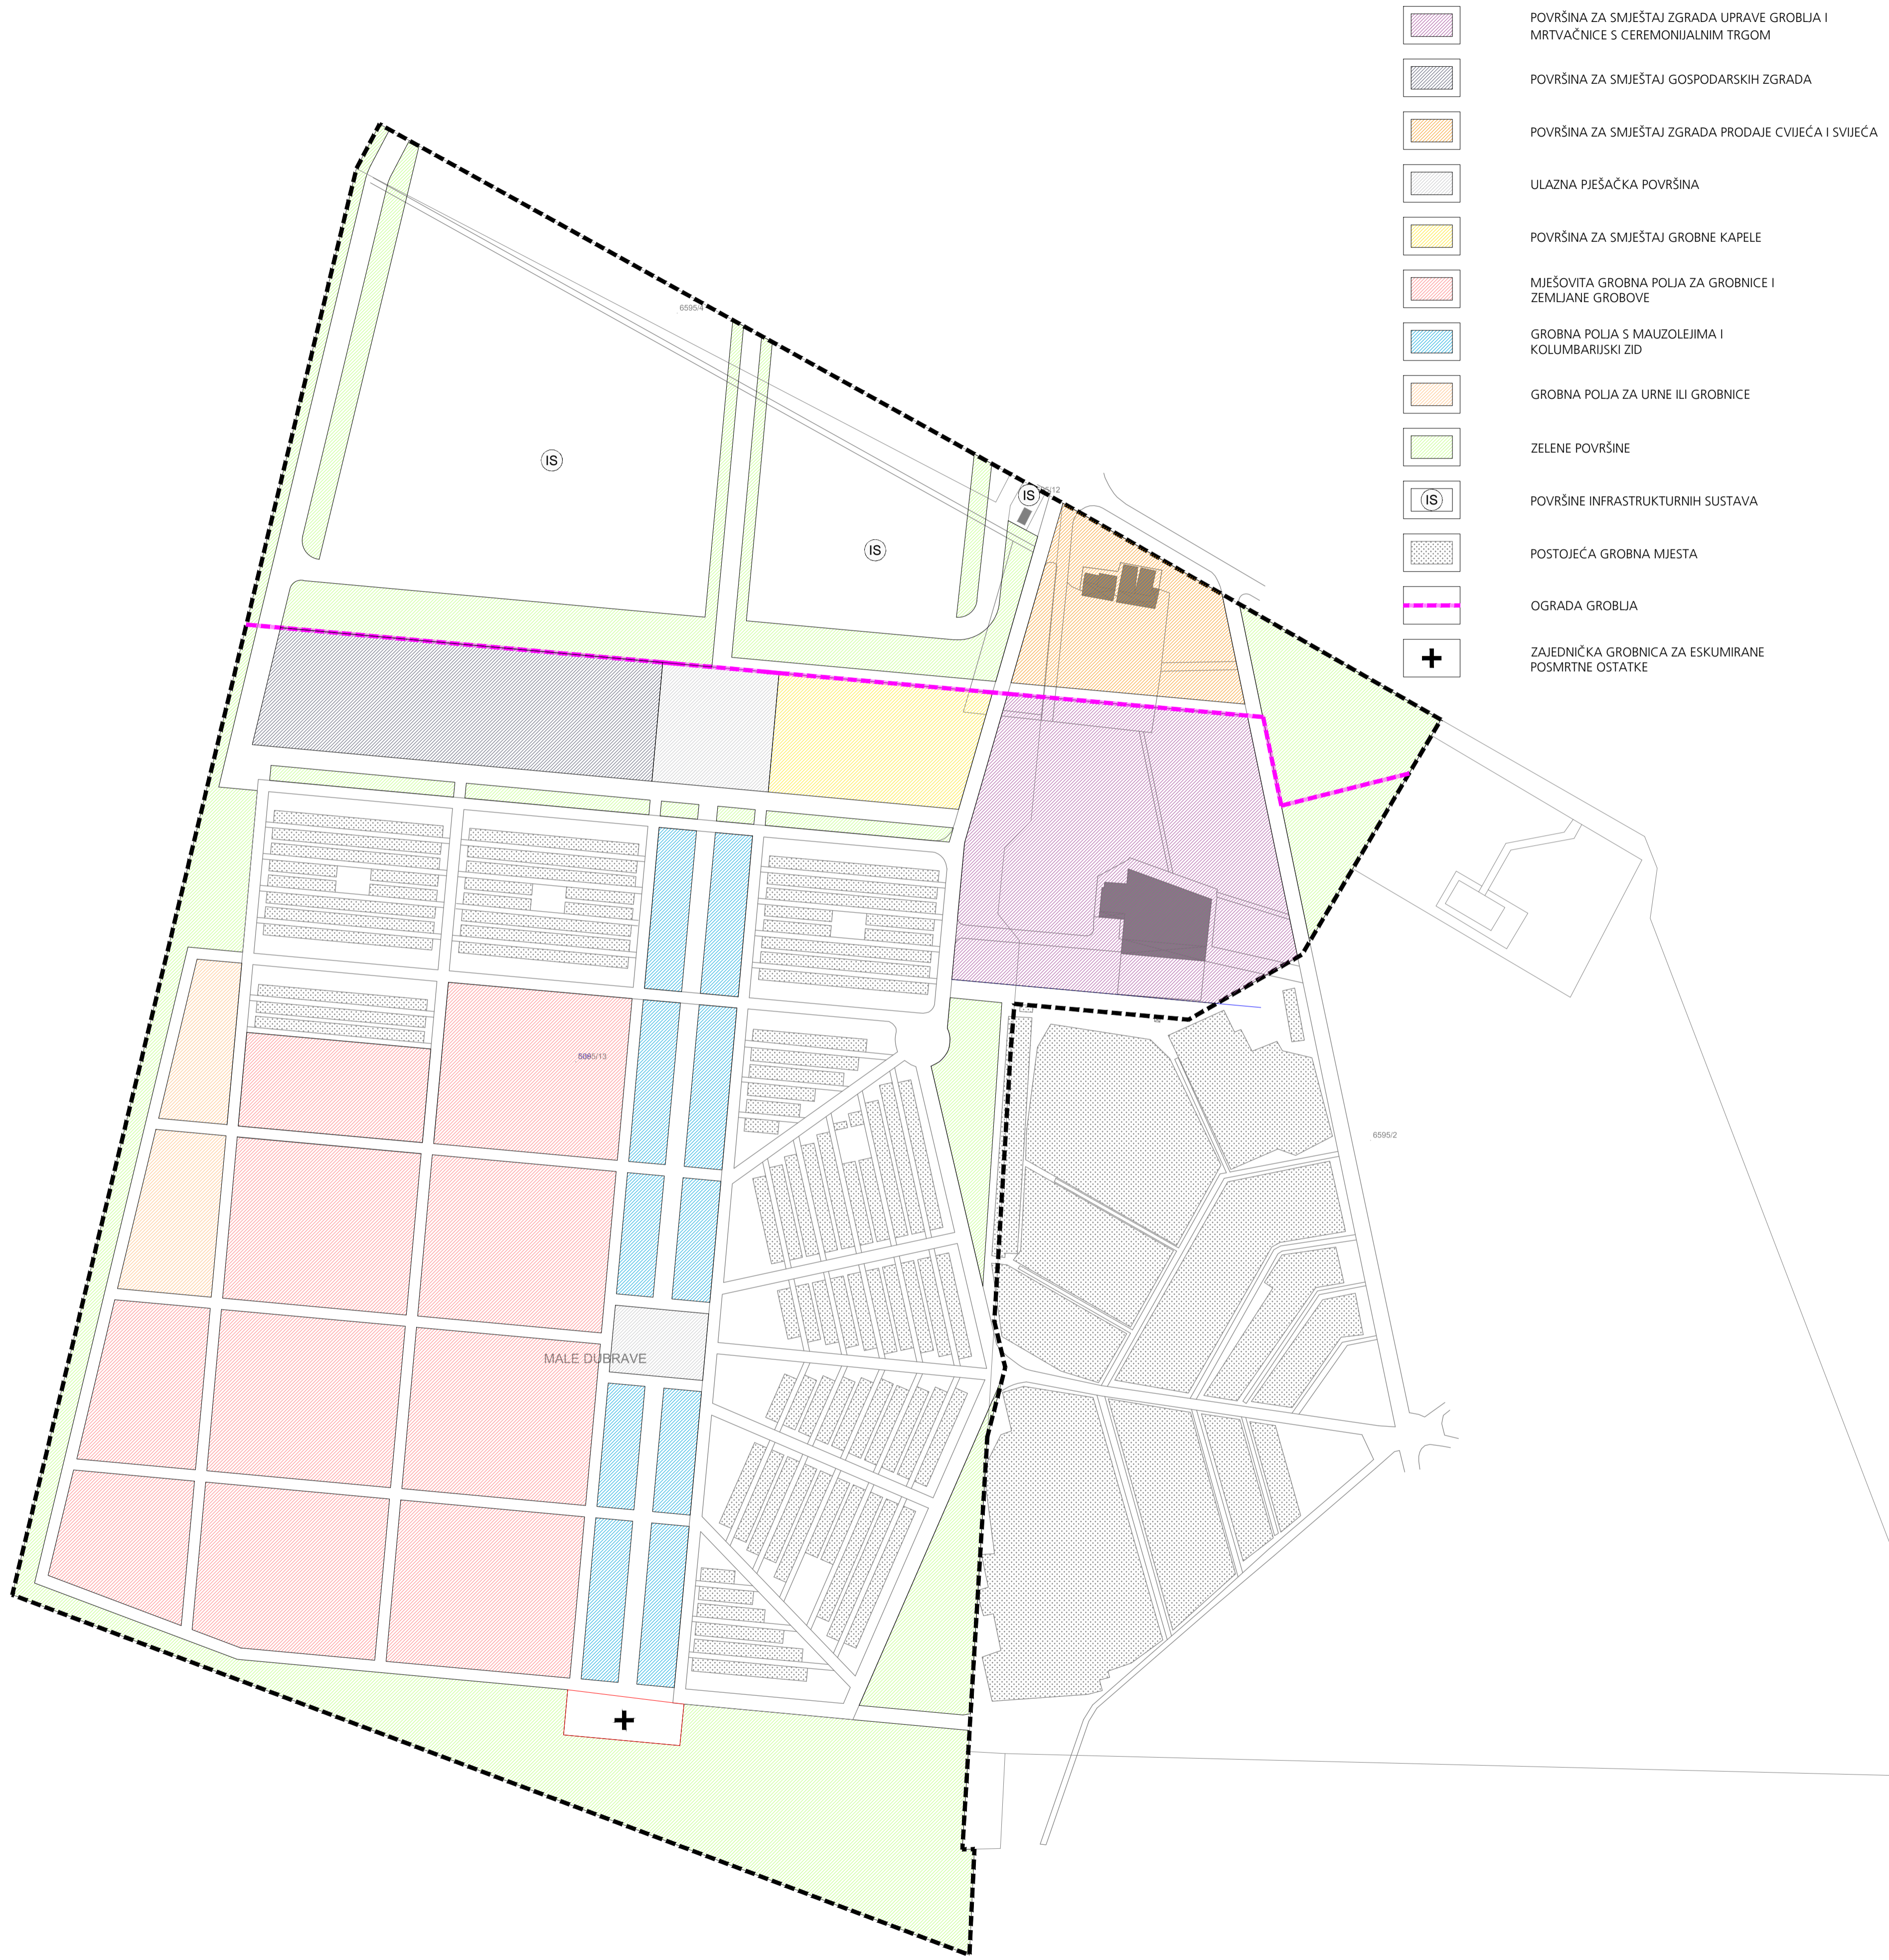 POVRŠINA ZA SMJEŠTAJ ZGRADA UPRAVE GROBLJA I
MRTVAČNICE S CEREMONIJALNIM TRGOM
POVRŠINA ZA SMJEŠTAJ GOSPODARSKIH ZGRADA
POVRŠINA ZA SMJEŠTAJ ZGRADA PRODAJE CVIJEĆA I SVIJEĆA
ULAZNA PJEŠAČKA POVRŠINA
POVRŠINA ZA SMJEŠTAJ GROBNE KAPELE
MJEŠOVITA GROBNA POLJA ZA GROBNICE I
ZEMLJANE GROBOVE
GROBNA POLJA S MAUZOLEJIMA I
KOLUMBARIJSKI ZID
GROBNA POLJA ZA URNE ILI GROBNICE
ZELENE POVRŠINE
IS
POVRŠINE INFRASTRUKTURNIH SUSTAVA
POSTOJEĆA GROBNA MJESTA
OGRADA GROBLJA
ZAJEDNIČKA GROBNICA ZA ESKUMIRANE
POSMRTNE OSTATKE
6595/4
IS
IS
IS
6595/2
MALE DUBRAVE